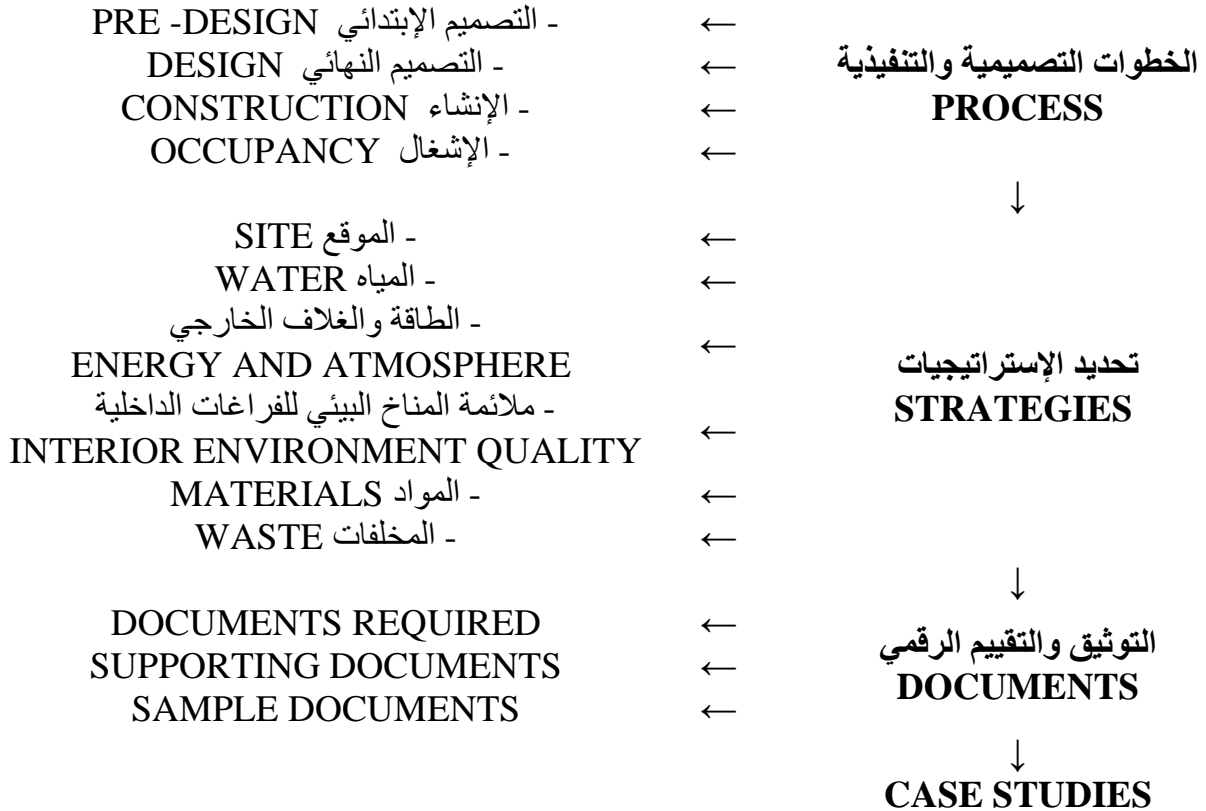 الخطوات التصميمية والتنفيذية
PROCESS
← - التصميم الإبتدائي PRE -DESIGN
← - التصميم النهائي DESIGN
← - الإنشاء CONSTRUCTION
← - الإشغال OCCUPANCY
↓
تحديد الإستراتيجيات
STRATEGIES
← - الموقع SITE
← - المياه WATER
← - الطاقة والغلاف الخارجي
ENERGY AND ATMOSPHERE
← - ملائمة المناخ البيئي للفراغات الداخلية
INTERIOR ENVIRONMENT QUALITY
← - المواد MATERIALS
← - المخلفات WASTE
↓
التوثيق والتقييم الرقمي
DOCUMENTS
← DOCUMENTS REQUIRED
← SUPPORTING DOCUMENTS
← SAMPLE DOCUMENTS
↓
CASE STUDIES